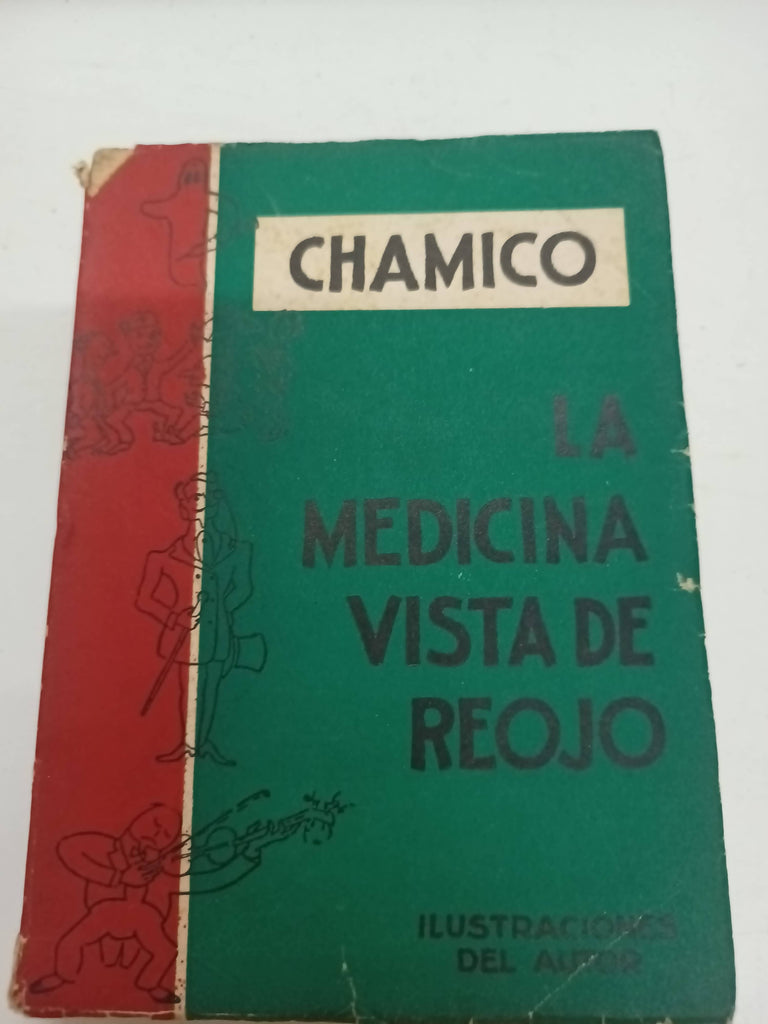 CHAMICO
LA
MEDICINA
VISTA DE
REOJO
ILUSTRACIONES
DEL AUTOR